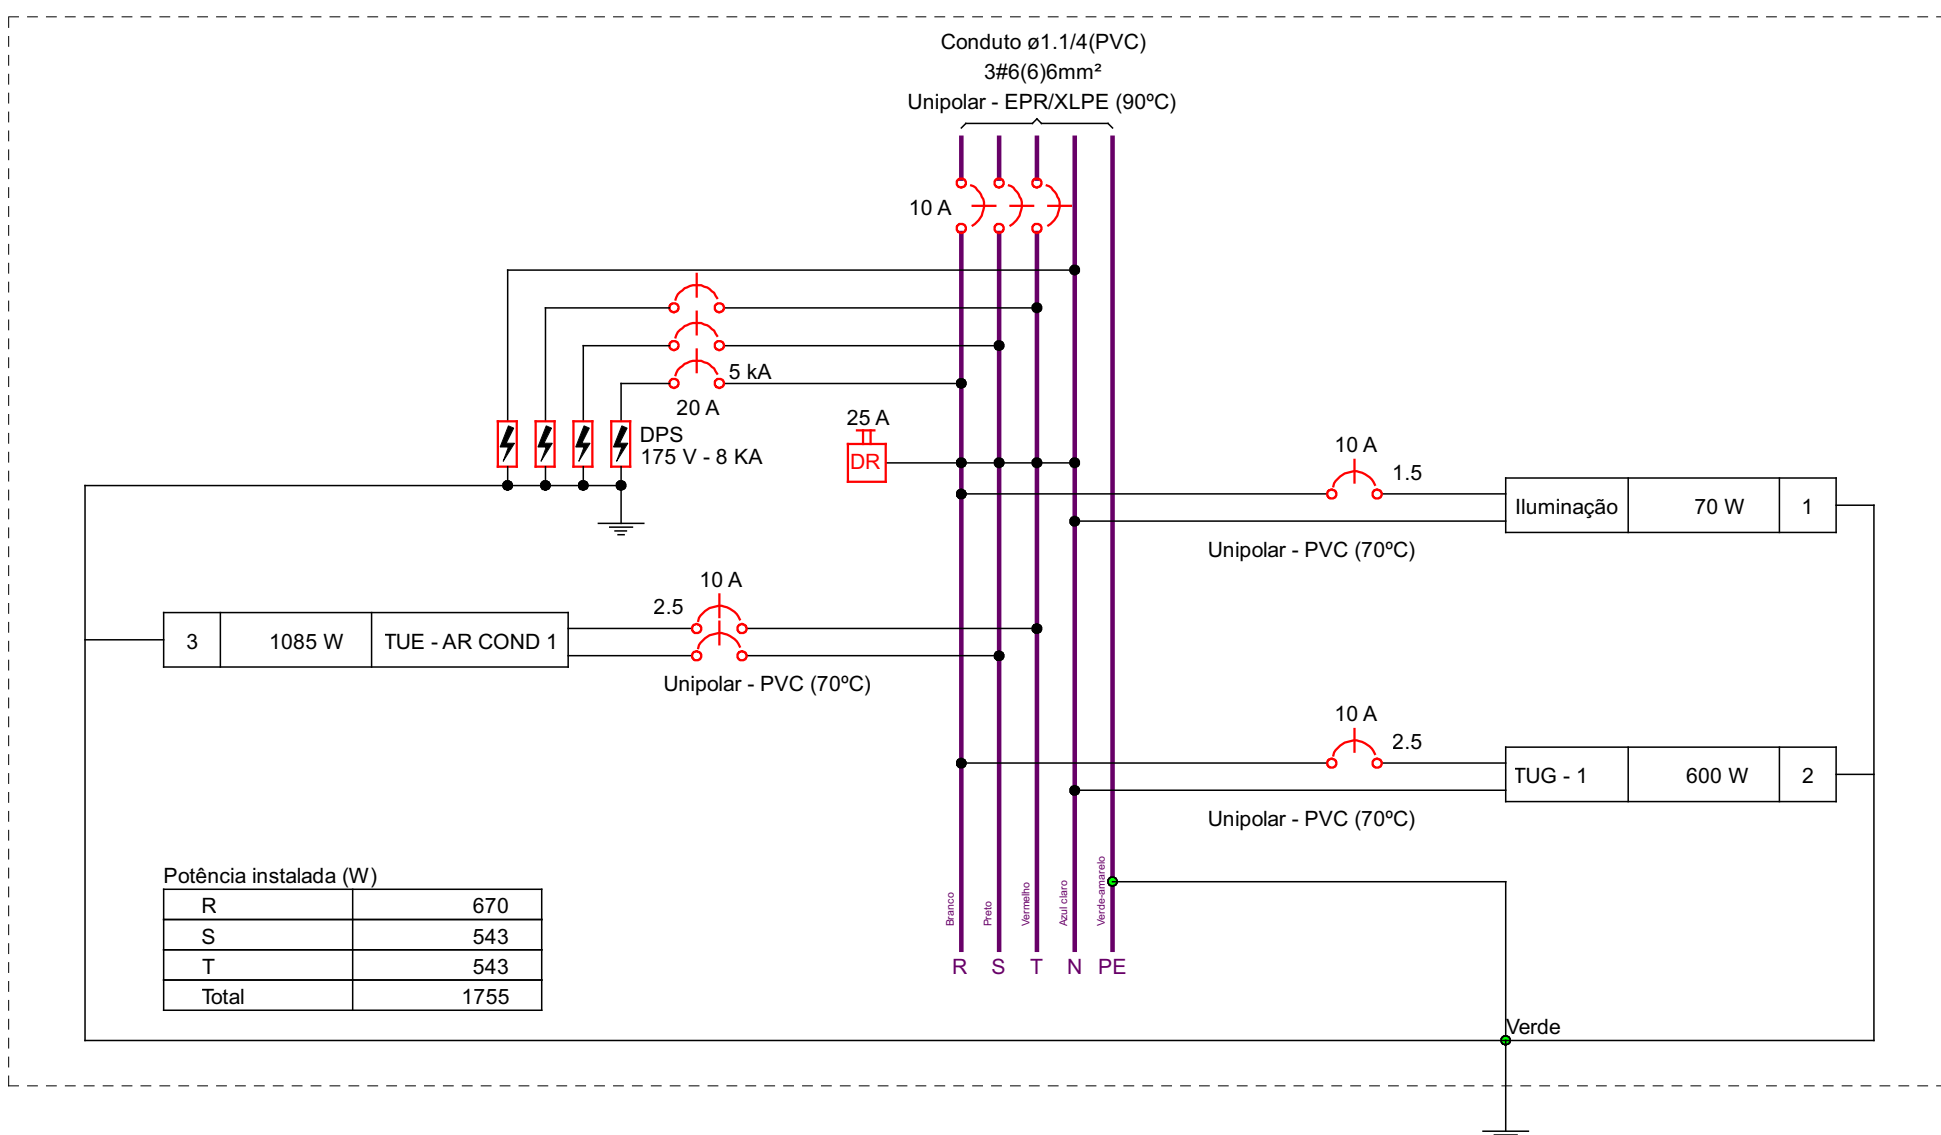 Conduto ø1.1/4(PVC)
3#6(6)6mm²
Unipolar - EPR/XLPE (90ºC)
10 A
5 kA
20 A
DPS
175 V - 8 KA
25 A
DR
10 A
1.5
Iluminação 70 W 1
Unipolar - PVC (70ºC)
10 A
2.5
3 1085 W TUE - AR COND 1
Unipolar - PVC (70ºC)
10 A
2.5
TUG - 1 600 W 2
Unipolar - PVC (70ºC)
Potência instalada (W)
R 670
S 543
T 543
Total 1755
Branco
Preto
Vermelho
Azul claro
Verde-amarelo
R S T N PE
Verde